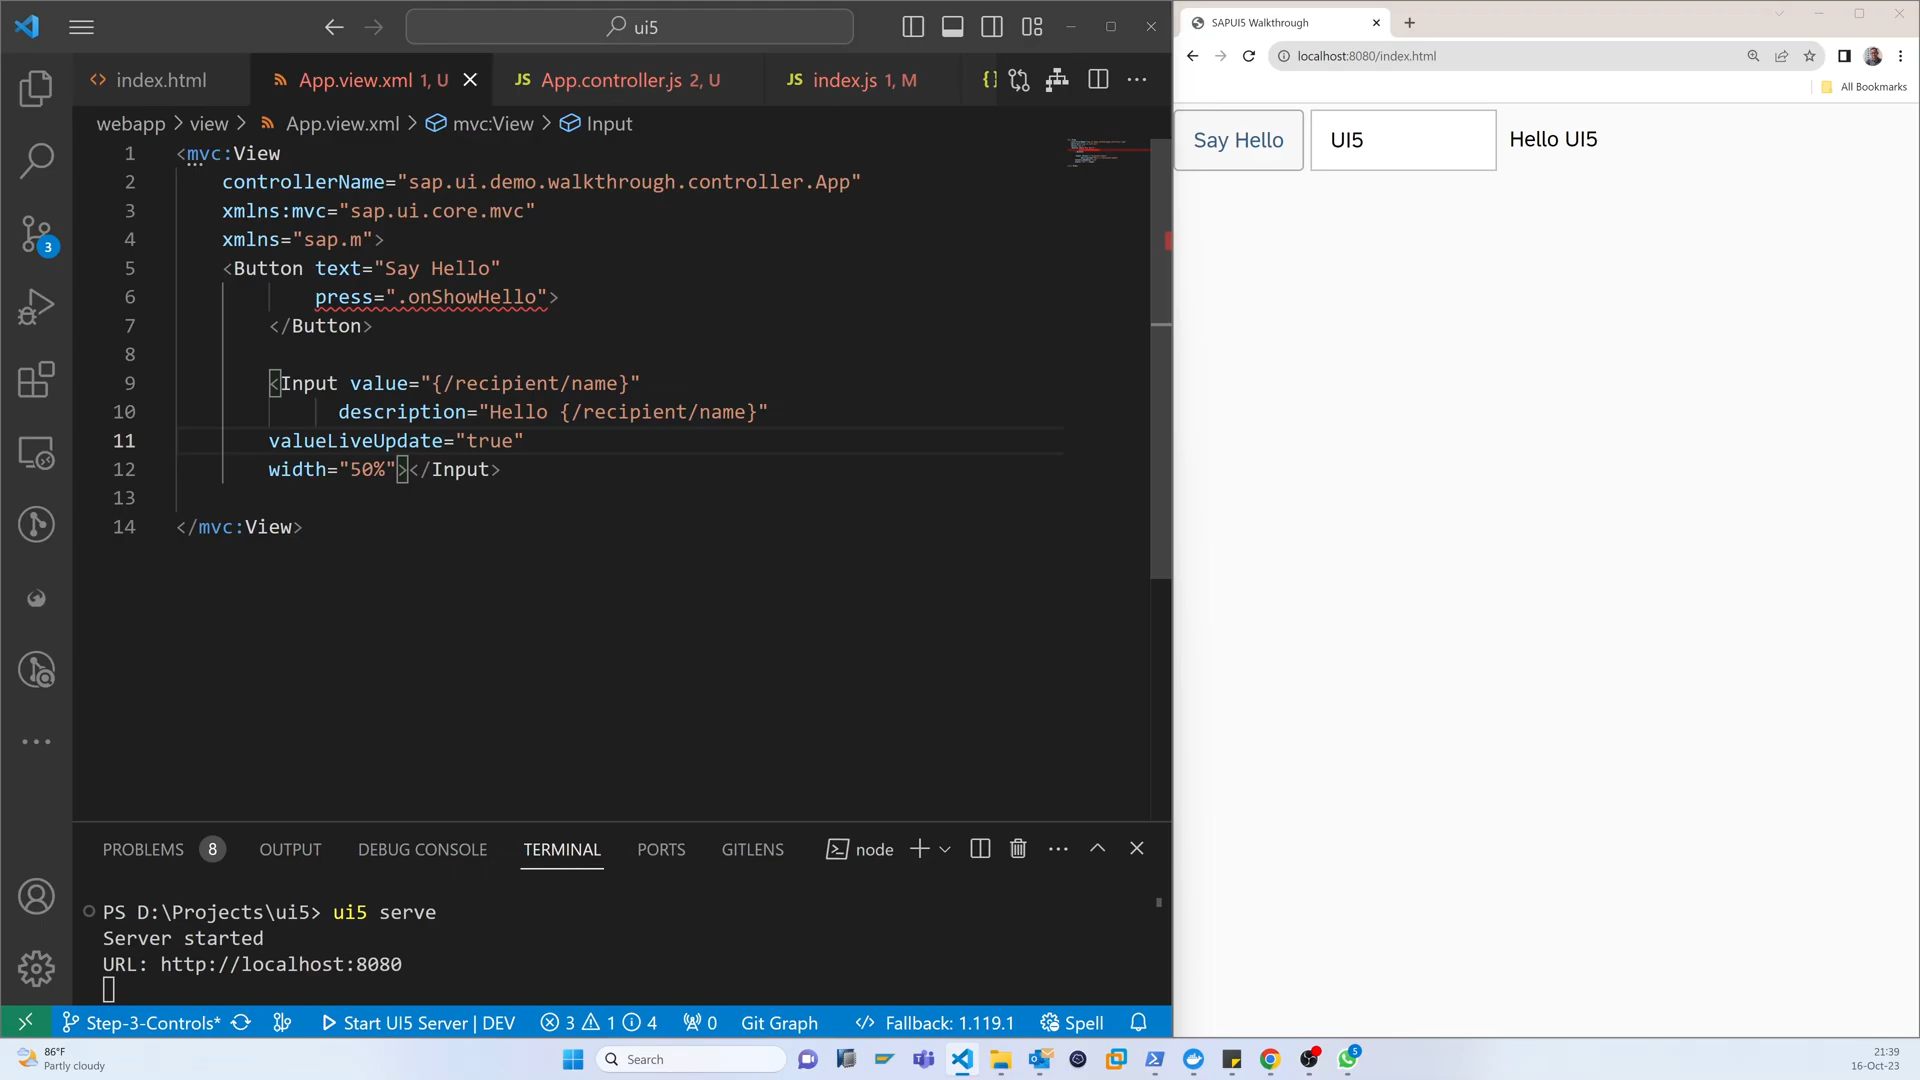 ui5
SAPUI5 Walkthrough
localhost:8080/index.html
All Bookmarks
index.html
App.view.xml 1, U
JS App.controller.js 2, U
JS index.js 1, M
webapp > view > App.view.xml > mvc:View > Input
1 <mvc:View
2 controllerName="sap.ui.demo.walkthrough.controller.App"
3 xmlns:mvc="sap.ui.core.mvc"
4 xmlns="sap.m">
5 <Button text="Say Hello"
6 press=".onShowHello">
7 </Button>
8
9 <Input value="{/recipient/name}"
10 description="Hello {/recipient/name}"
11 valueLiveUpdate="true"
12 width="50%"></Input>
13
14 </mvc:View>
Say Hello
UI5
Hello UI5
3
PROBLEMS 8 OUTPUT DEBUG CONSOLE TERMINAL PORTS GITLENS node
PS D:\Projects\ui5> ui5 serve
Server started
URL: http://localhost:8080
Step-3-Controls* Start UI5 Server | DEV 3 1 4 0 Git Graph Fallback: 1.119.1 Spell
86°F
Partly cloudy
Search
5
21:39
16-Oct-23